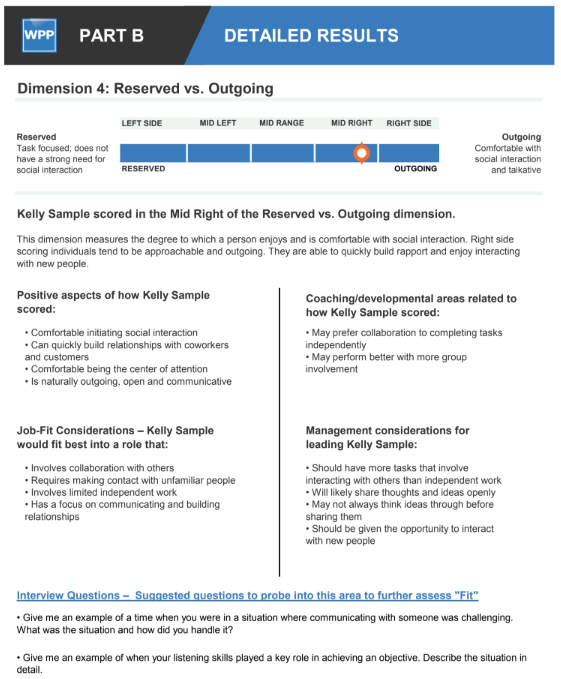 WPP
PART B
DETAILED RESULTS
Dimension 4: Reserved vs. Outgoing
LEFT SIDE MID LEFT MID RANGE MID RIGHT RIGHT SIDE
Reserved
Task focused; does not
have a strong need for
social interaction
RESERVED
OUTGOING
Outgoing
Comfortable with
social interaction
and talkative
Kelly Sample scored in the Mid Right of the Reserved vs. Outgoing dimension.
This dimension measures the degree to which a person enjoys and is comfortable with social interaction. Right side
scoring individuals tend to be approachable and outgoing. They are able to quickly build rapport and enjoy interacting
with new people.
Positive aspects of how Kelly Sample
scored:
• Comfortable initiating social interaction
• Can quickly build relationships with coworkers
and customers
• Comfortable being the center of attention
• Is naturally outgoing, open and communicative
Coaching/developmental areas related to
how Kelly Sample scored:
• May prefer collaboration to completing tasks
independently
• May perform better with more group
involvement
Job-Fit Considerations – Kelly Sample
would fit best into a role that:
• Involves collaboration with others
• Requires making contact with unfamiliar people
• Involves limited independent work
• Has a focus on communicating and building
relationships
Management considerations for
leading Kelly Sample:
• Should have more tasks that involve
interacting with others than independent work
• Will likely share thoughts and ideas openly
• May not always think ideas through before
sharing them
• Should be given the opportunity to interact
with new people
Interview Questions – Suggested questions to probe into this area to further assess "Fit"
• Give me an example of a time when you were in a situation where communicating with someone was challenging.
What was the situation and how did you handle it?
• Give me an example of when your listening skills played a key role in achieving an objective. Describe the situation in
detail.